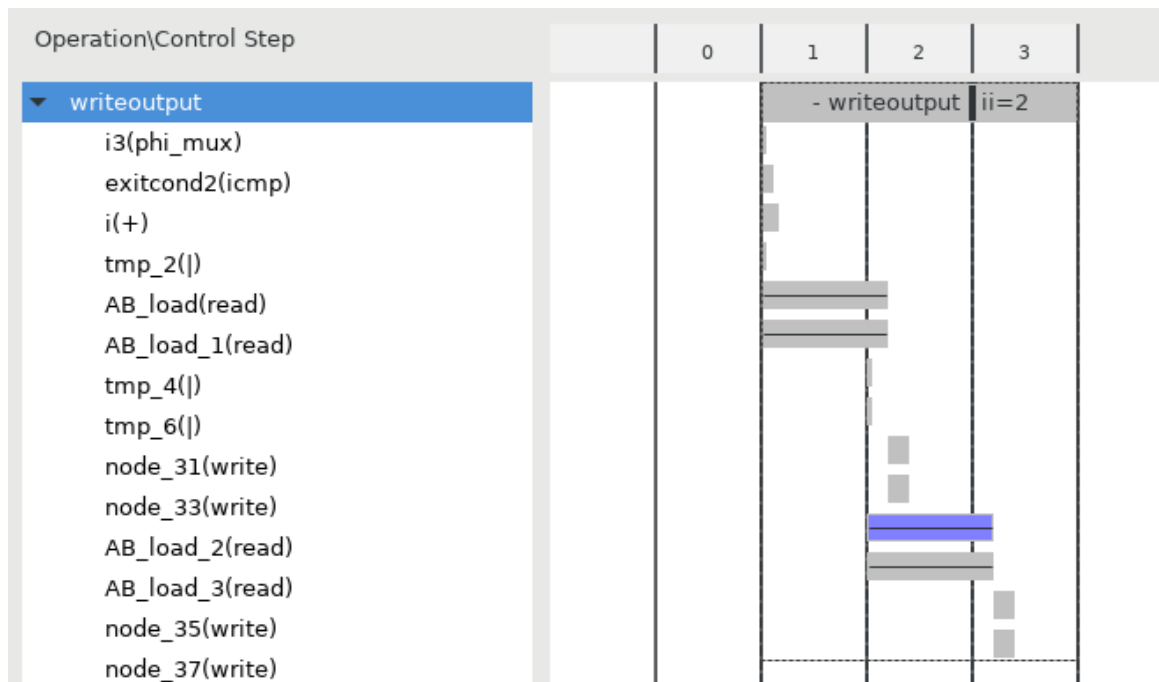 Operation\Control Step
0 1 2 3
writeoutput
- writeoutput ii=2
i3(phi_mux)
exitcond2(icmp)
i(+)
tmp_2(|)
AB_load(read)
AB_load_1(read)
tmp_4(|)
tmp_6(|)
node_31(write)
node_33(write)
AB_load_2(read)
AB_load_3(read)
node_35(write)
node_37(write)